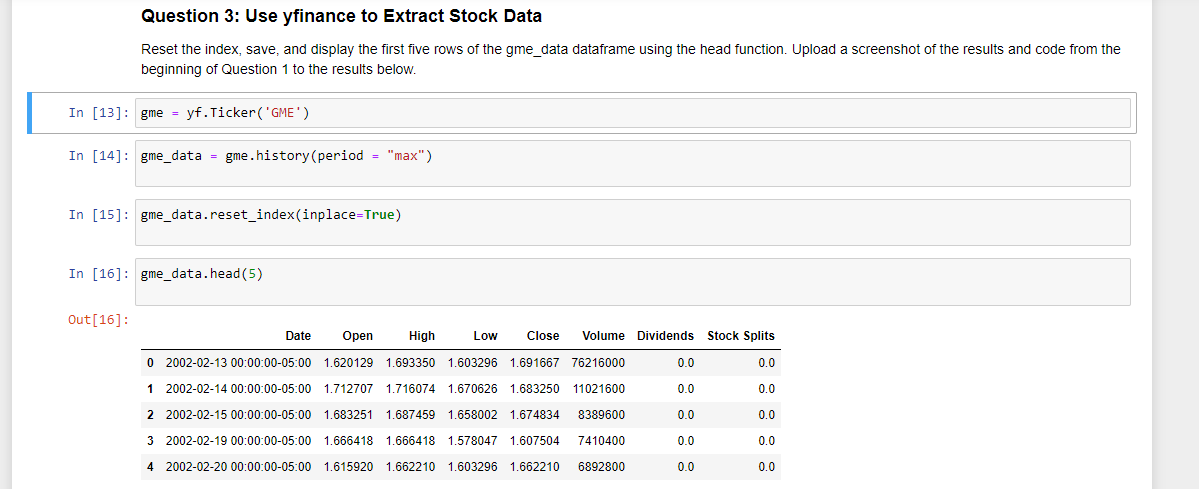 Question 3: Use yfinance to Extract Stock Data
Reset the index, save, and display the first five rows of the gme_data dataframe using the head function. Upload a screenshot of the results and code from the
beginning of Question 1 to the results below.
In [13]: gme = yf.Ticker('GME')
In [14]: gme_data = gme.history(period = "max")
In [15]: gme_data.reset_index(inplace=True)
In [16]: gme_data.head(5)
Out[16]:
Date Open High Low Close Volume Dividends Stock Splits
0 2002-02-13 00:00:00-05:00 1.620129 1.693350 1.603296 1.691667 76216000 0.0 0.0
1 2002-02-14 00:00:00-05:00 1.712707 1.716074 1.670626 1.683250 11021600 0.0 0.0
2 2002-02-15 00:00:00-05:00 1.683251 1.687459 1.658002 1.674834 8389600 0.0 0.0
3 2002-02-19 00:00:00-05:00 1.666418 1.666418 1.578047 1.607504 7410400 0.0 0.0
4 2002-02-20 00:00:00-05:00 1.615920 1.662210 1.603296 1.662210 6892800 0.0 0.0